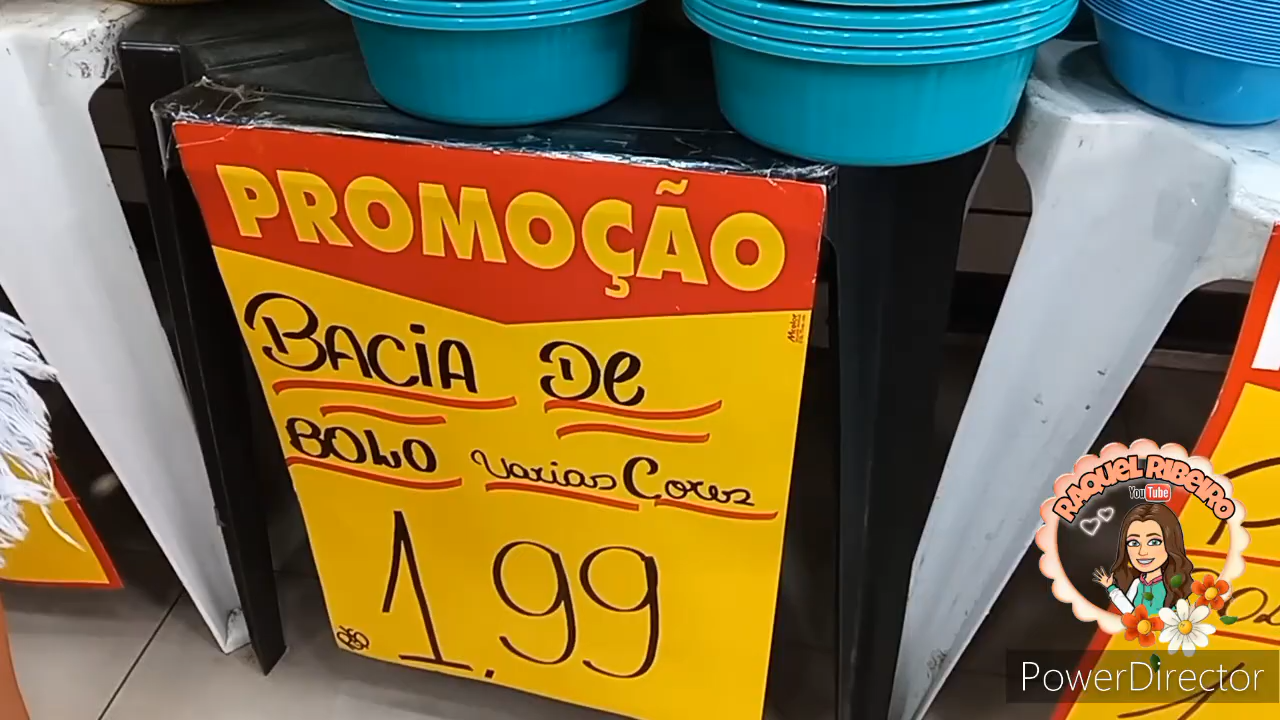 PROMOÇÃO
BACiA De
BOLO Varias Cores
1,99
RAQUEL RIBEIRO
YouTube
PowerDirector